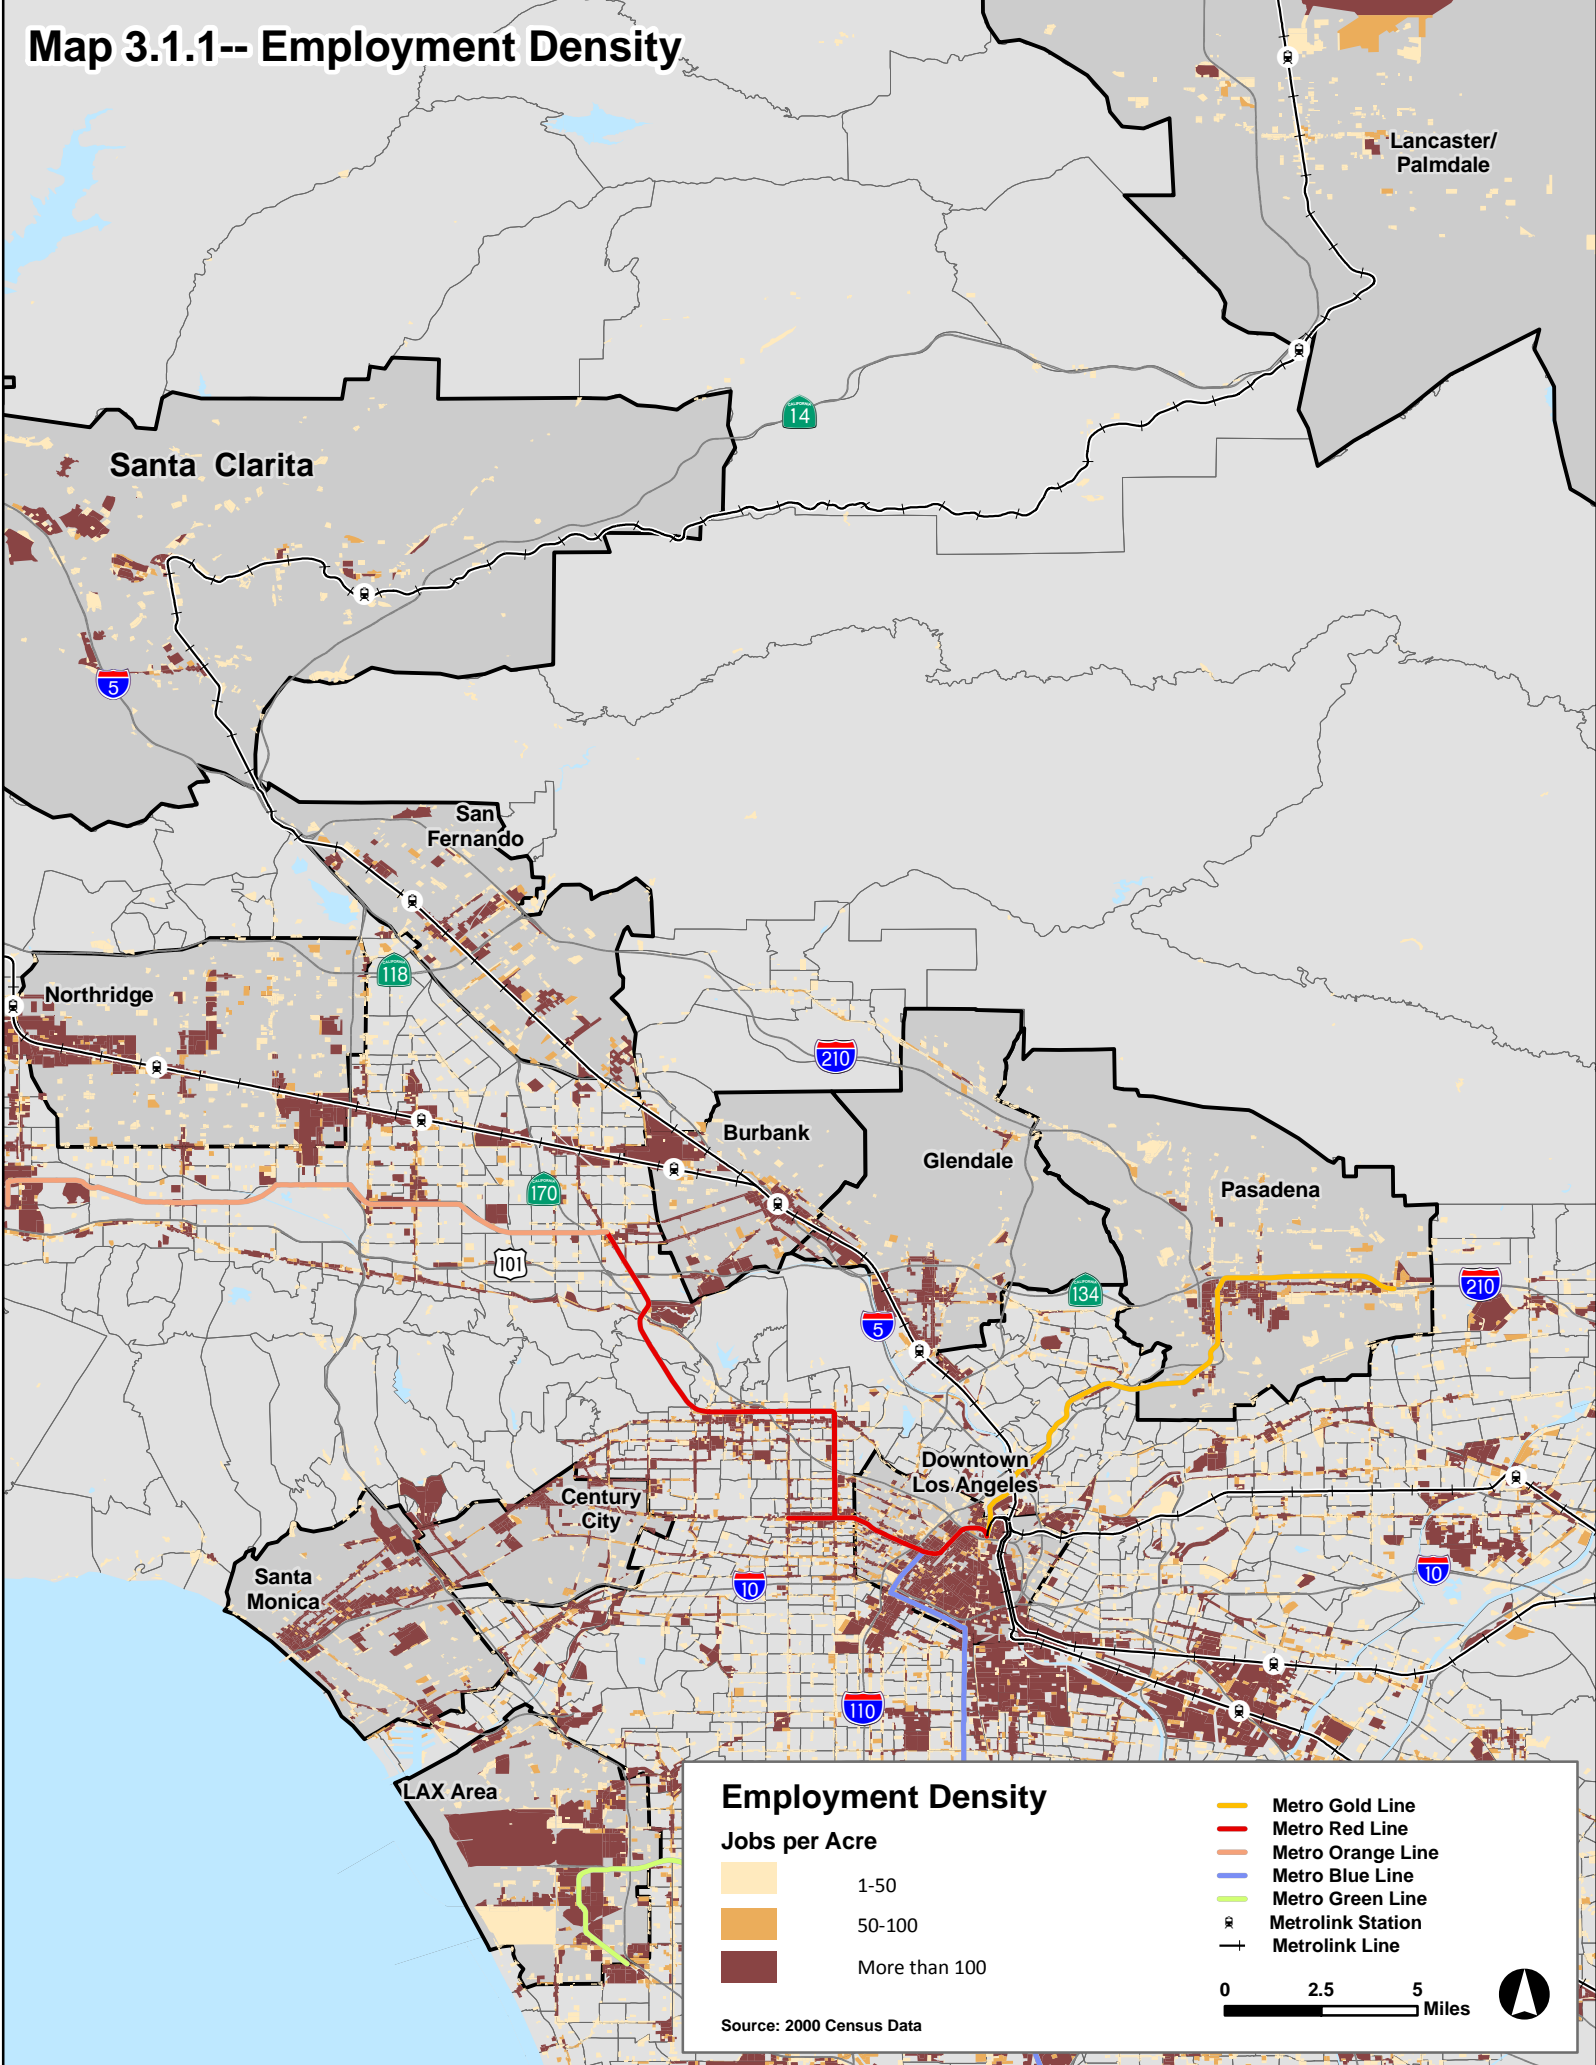 Map 3.1.1-- Employment Density
Lancaster/
Palmdale
CALIFORNIA
14
Santa Clarita
5
San
Fernando
CALIFORNIA
118
Northridge
210
Burbank
Glendale
Pasadena
CALIFORNIA
170
101
CALIFORNIA
134
210
5
Downtown
Los Angeles
Century
City
Santa
Monica
10
10
110
LAX Area
Employment Density
Jobs per Acre
1-50
50-100
More than 100
Source: 2000 Census Data
Metro Gold Line
Metro Red Line
Metro Orange Line
Metro Blue Line
Metro Green Line
Metrolink Station
Metrolink Line
0 2.5 5
Miles